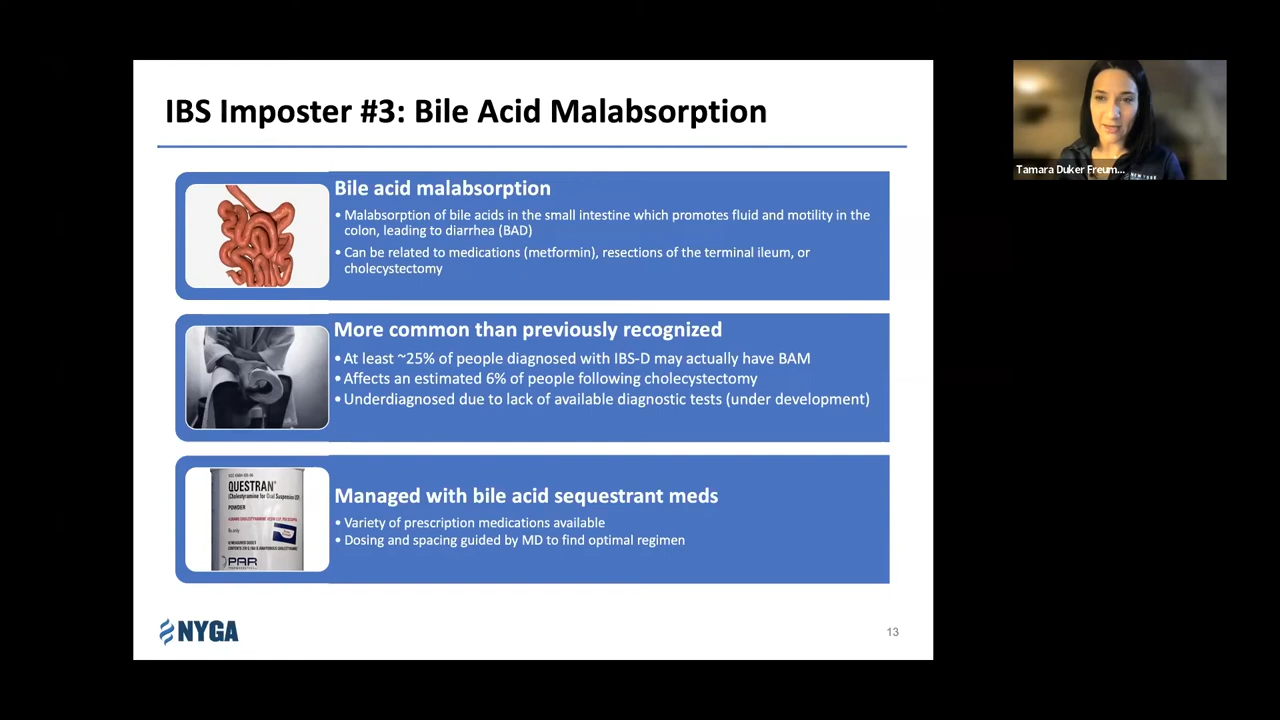 IBS Imposter #3: Bile Acid Malabsorption
Tamara Duker Freum...
Bile acid malabsorption
• Malabsorption of bile acids in the small intestine which promotes fluid and motility in the
colon, leading to diarrhea (BAD)
• Can be related to medications (metformin), resections of the terminal ileum, or
cholecystectomy
More common than previously recognized
• At least ~25% of people diagnosed with IBS-D may actually have BAM
• Affects an estimated 6% of people following cholecystectomy
• Underdiagnosed due to lack of available diagnostic tests (under development)
QUESTRAN
(Cholestyramine for Oral Suspension USP)
POWDER
Rx only
PAR
Managed with bile acid sequestrant meds
• Variety of prescription medications available
• Dosing and spacing guided by MD to find optimal regimen
NYGA
13